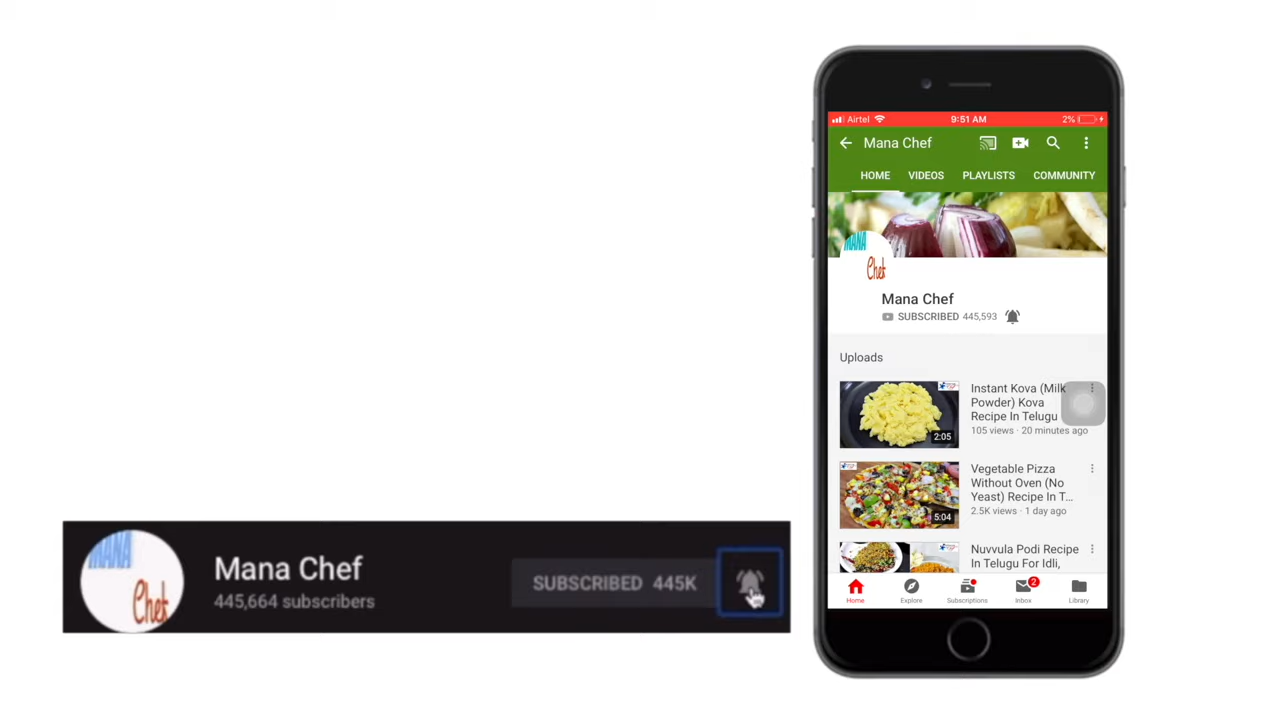 Airtel
9:51 AM
2%
Mana Chef
HOME VIDEOS PLAYLISTS COMMUNITY
MANA
Chef
Mana Chef
SUBSCRIBED 445,593
Uploads
Instant Kova (Milk
Powder) Kova
Recipe In Telugu
105 views · 20 minutes ago
2:05
Vegetable Pizza
Without Oven (No
Yeast) Recipe In T...
2.5K views · 1 day ago
5:04
Nuvvula Podi Recipe
In Telugu For Idli,
Home Explore Subscriptions Inbox Library
2
MANA
Chef
Mana Chef
445,664 subscribers
SUBSCRIBED 445K